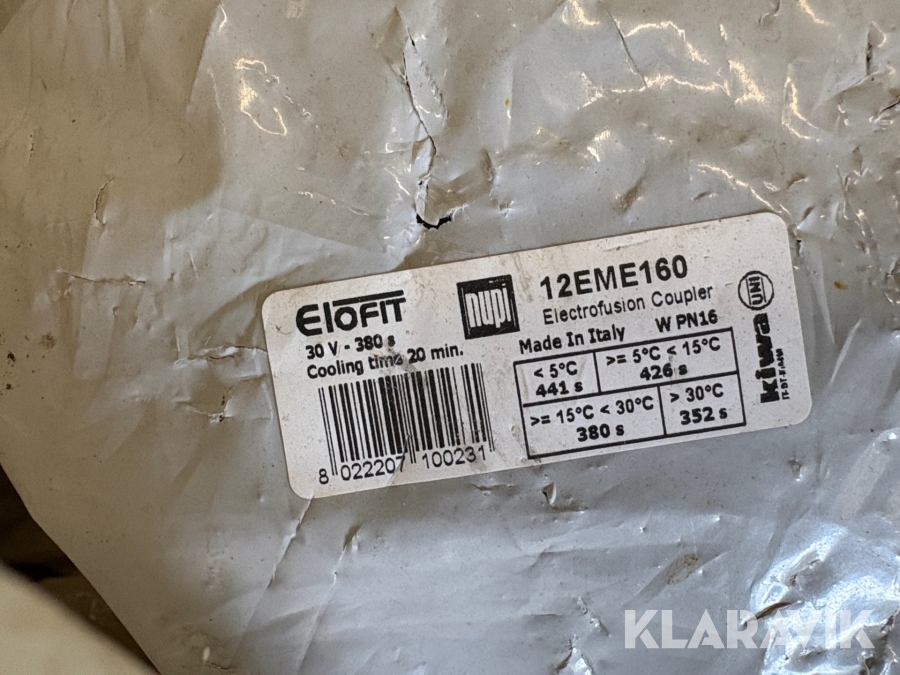 EloFIT
30 V - 380 s
Cooling time 20 min.
8 022207 100231
nupi
12EME160
Electrofusion Coupler
Made In Italy W PN16
< 5°C
441 s
>= 5°C < 15°C
426 s
>= 15°C < 30°C
380 s
> 30°C
352 s
kiwa
UNI
KLARAVIK